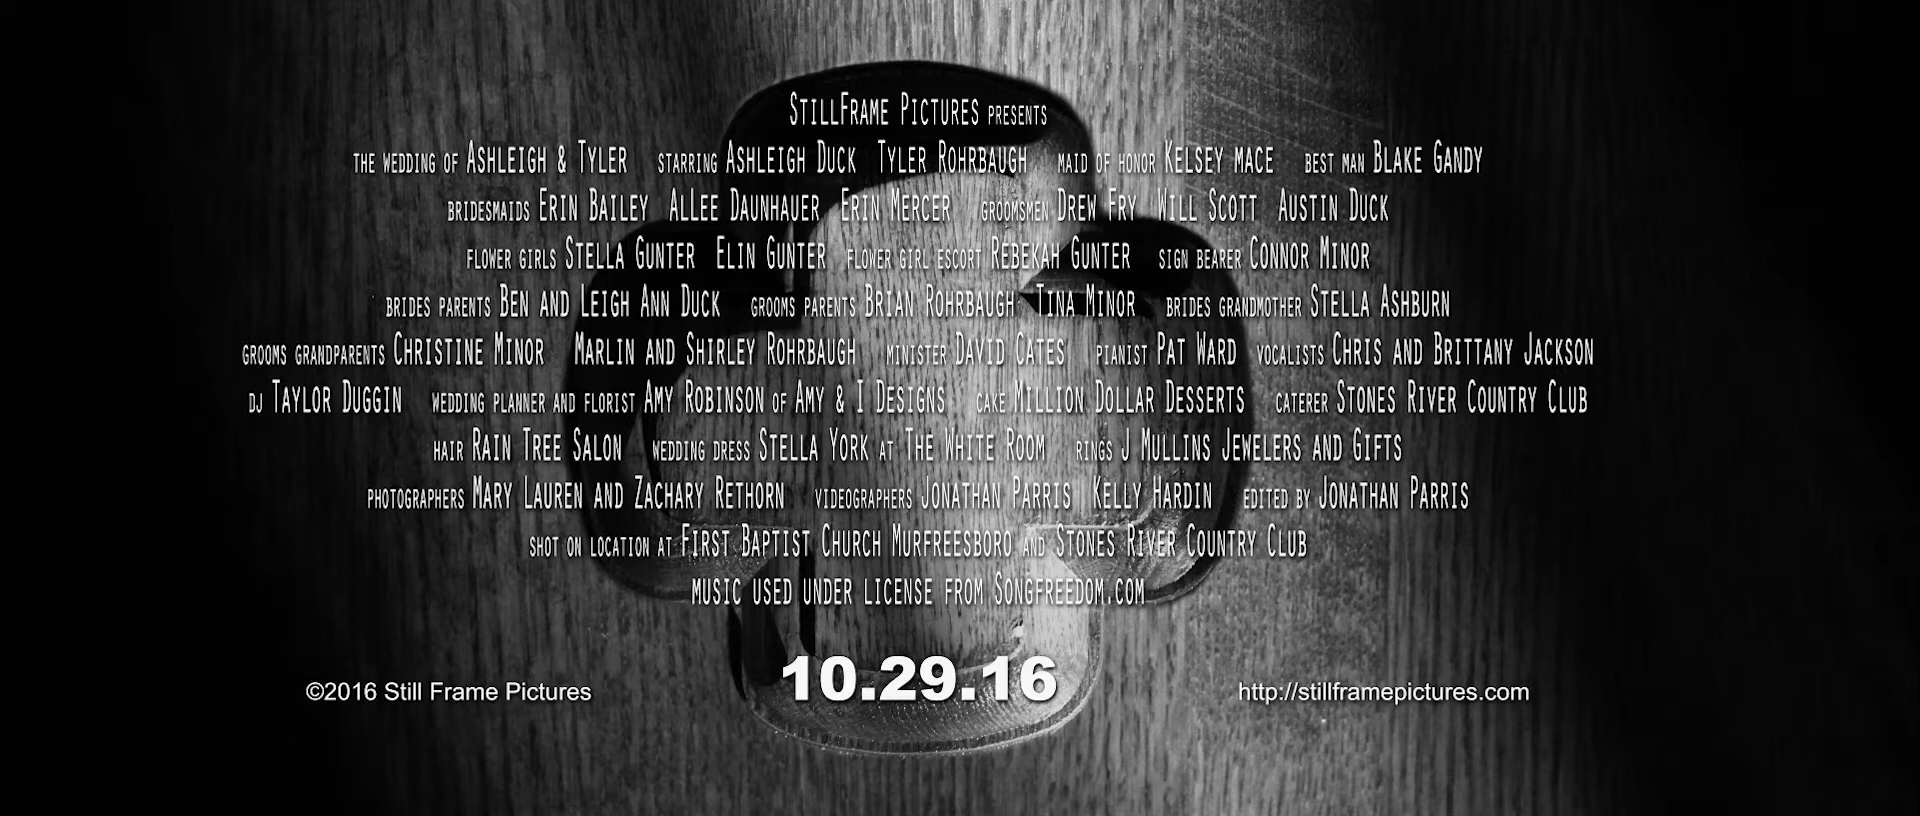 StillFrame Pictures presents
the wedding of Ashleigh & Tyler starring Ashleigh Duck Tyler Rohrbaugh maid of honor Kelsey mace best man Blake Gandy
bridesmaids Erin Bailey AlLee Daunhauer Erin Mercer groomsmen Drew Fry Will Scott Austin Duck
flower girls Stella Gunter Elin Gunter flower girl escort Rebekah Gunter sign bearer Connor Minor
brides parents Ben and Leigh Ann Duck grooms parents Brian Rohrbaugh Tina Minor brides grandmother Stella Ashburn
grooms grandparents Christine Minor Marlin and Shirley Rohrbaugh minister David Cates pianist Pat Ward vocalists Chris and Brittany Jackson
DJ Taylor Duggin wedding planner and florist Amy Robinson of Amy & I Designs cake Million Dollar Desserts caterer Stones River Country Club
hair Rain Tree Salon wedding dress Stella York at The White Room rings J Mullins Jewelers and Gifts
photographers Mary Lauren and Zachary Rethorn videographers Jonathan Parris Kelly Hardin edited by Jonathan Parris
shot on location at First Baptist Church Murfreesboro and Stones River Country Club
music used under license from Songfreedom.com
10.29.16
©2016 Still Frame Pictures
http://stillframepictures.com